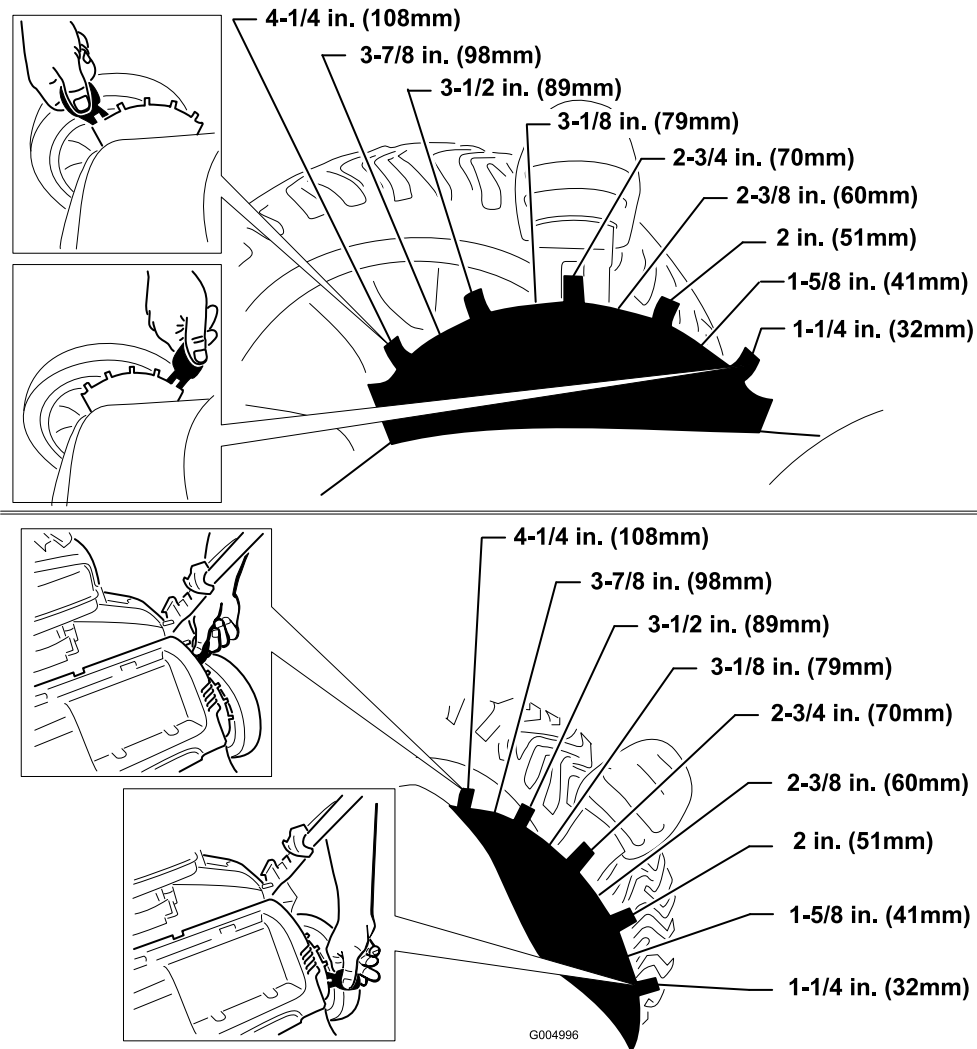 4-1/4 in. (108mm)
3-7/8 in. (98mm)
3-1/2 in. (89mm)
3-1/8 in. (79mm)
2-3/4 in. (70mm)
2-3/8 in. (60mm)
2 in. (51mm)
1-5/8 in. (41mm)
1-1/4 in. (32mm)
4-1/4 in. (108mm)
3-7/8 in. (98mm)
3-1/2 in. (89mm)
3-1/8 in. (79mm)
2-3/4 in. (70mm)
2-3/8 in. (60mm)
2 in. (51mm)
1-5/8 in. (41mm)
1-1/4 in. (32mm)
G004996